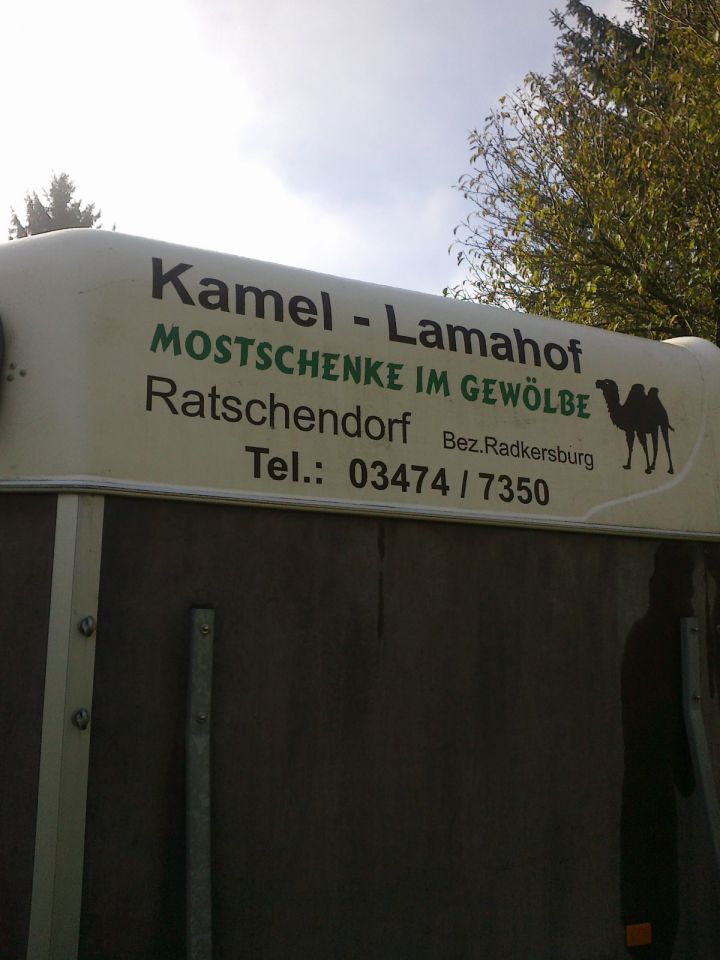 Kamel - Lamahof
MOSTSCHENKE IM GEWÖLBE
Ratschendorf Bez.Radkersburg
Tel.: 03474 / 7350